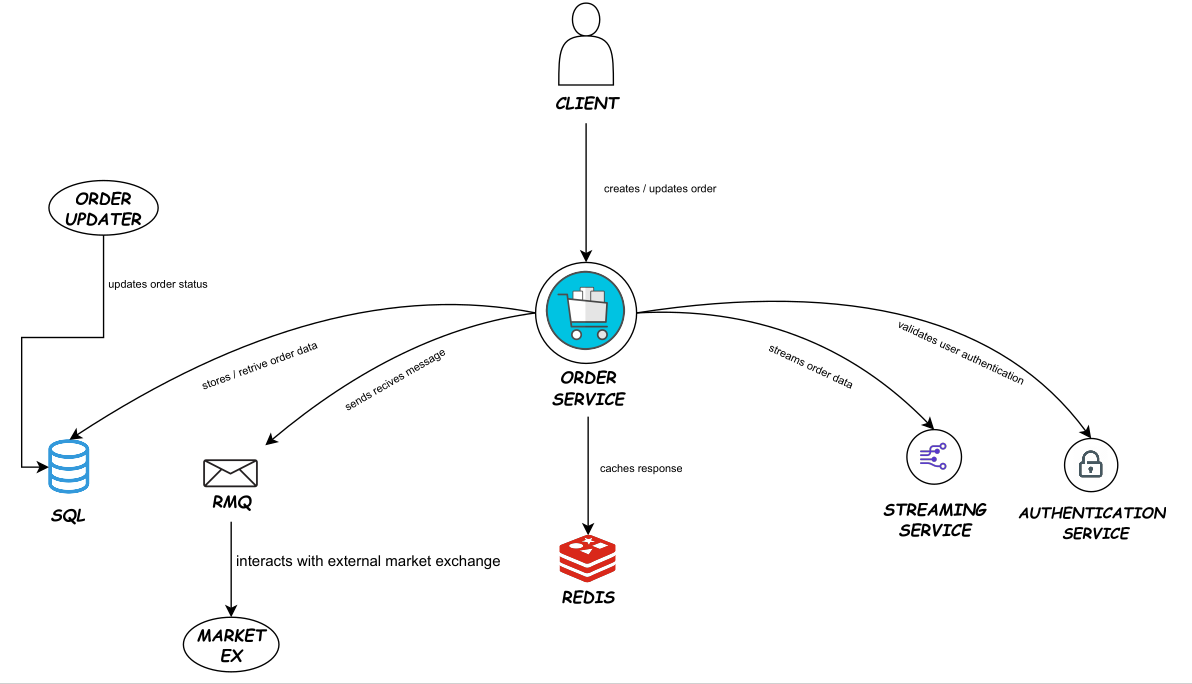 CLIENT
creates / updates order
ORDER
UPDATER
updates order status
stores / retrive order data
sends recives message
ORDER
SERVICE
streams order data
validates user authentication
caches response
SQL
RMQ
interacts with external market exchange
MARKET
EX
REDIS
STREAMING
SERVICE
AUTHENTICATION
SERVICE